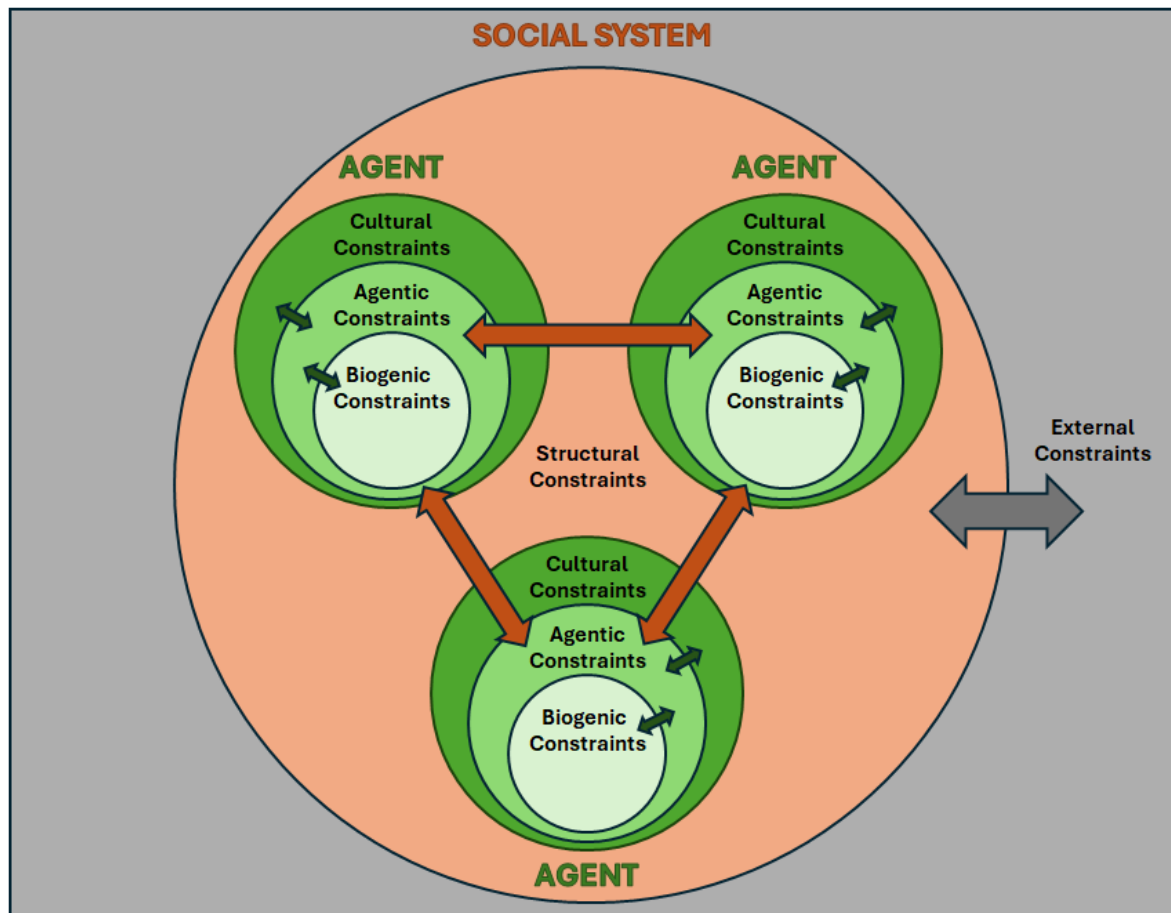 SOCIAL SYSTEM
AGENT
AGENT
Cultural
Constraints
Agentic
Constraints
Biogenic
Constraints
Cultural
Constraints
Agentic
Constraints
Biogenic
Constraints
External
Constraints
Structural
Constraints
Cultural
Constraints
Agentic
Constraints
Biogenic
Constraints
AGENT